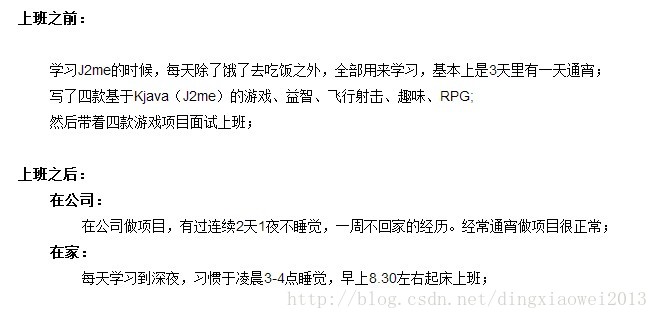 上班之前：
学习J2me的时候，每天除了饿了去吃饭之外，全部用来学习，基本上是3天里有一天通宵；
写了四款基于Kjava（J2me）的游戏、益智、飞行射击、趣味、RPG;
然后带着四款游戏项目面试上班；
上班之后：
在公司：
在公司做项目，有过连续2天1夜不睡觉，一周不回家的经历。经常通宵做项目很正常；
在家：
每天学习到深夜，习惯于凌晨3-4点睡觉，早上8.30左右起床上班；
http://blog.csdn.net/dingxiaowei2013